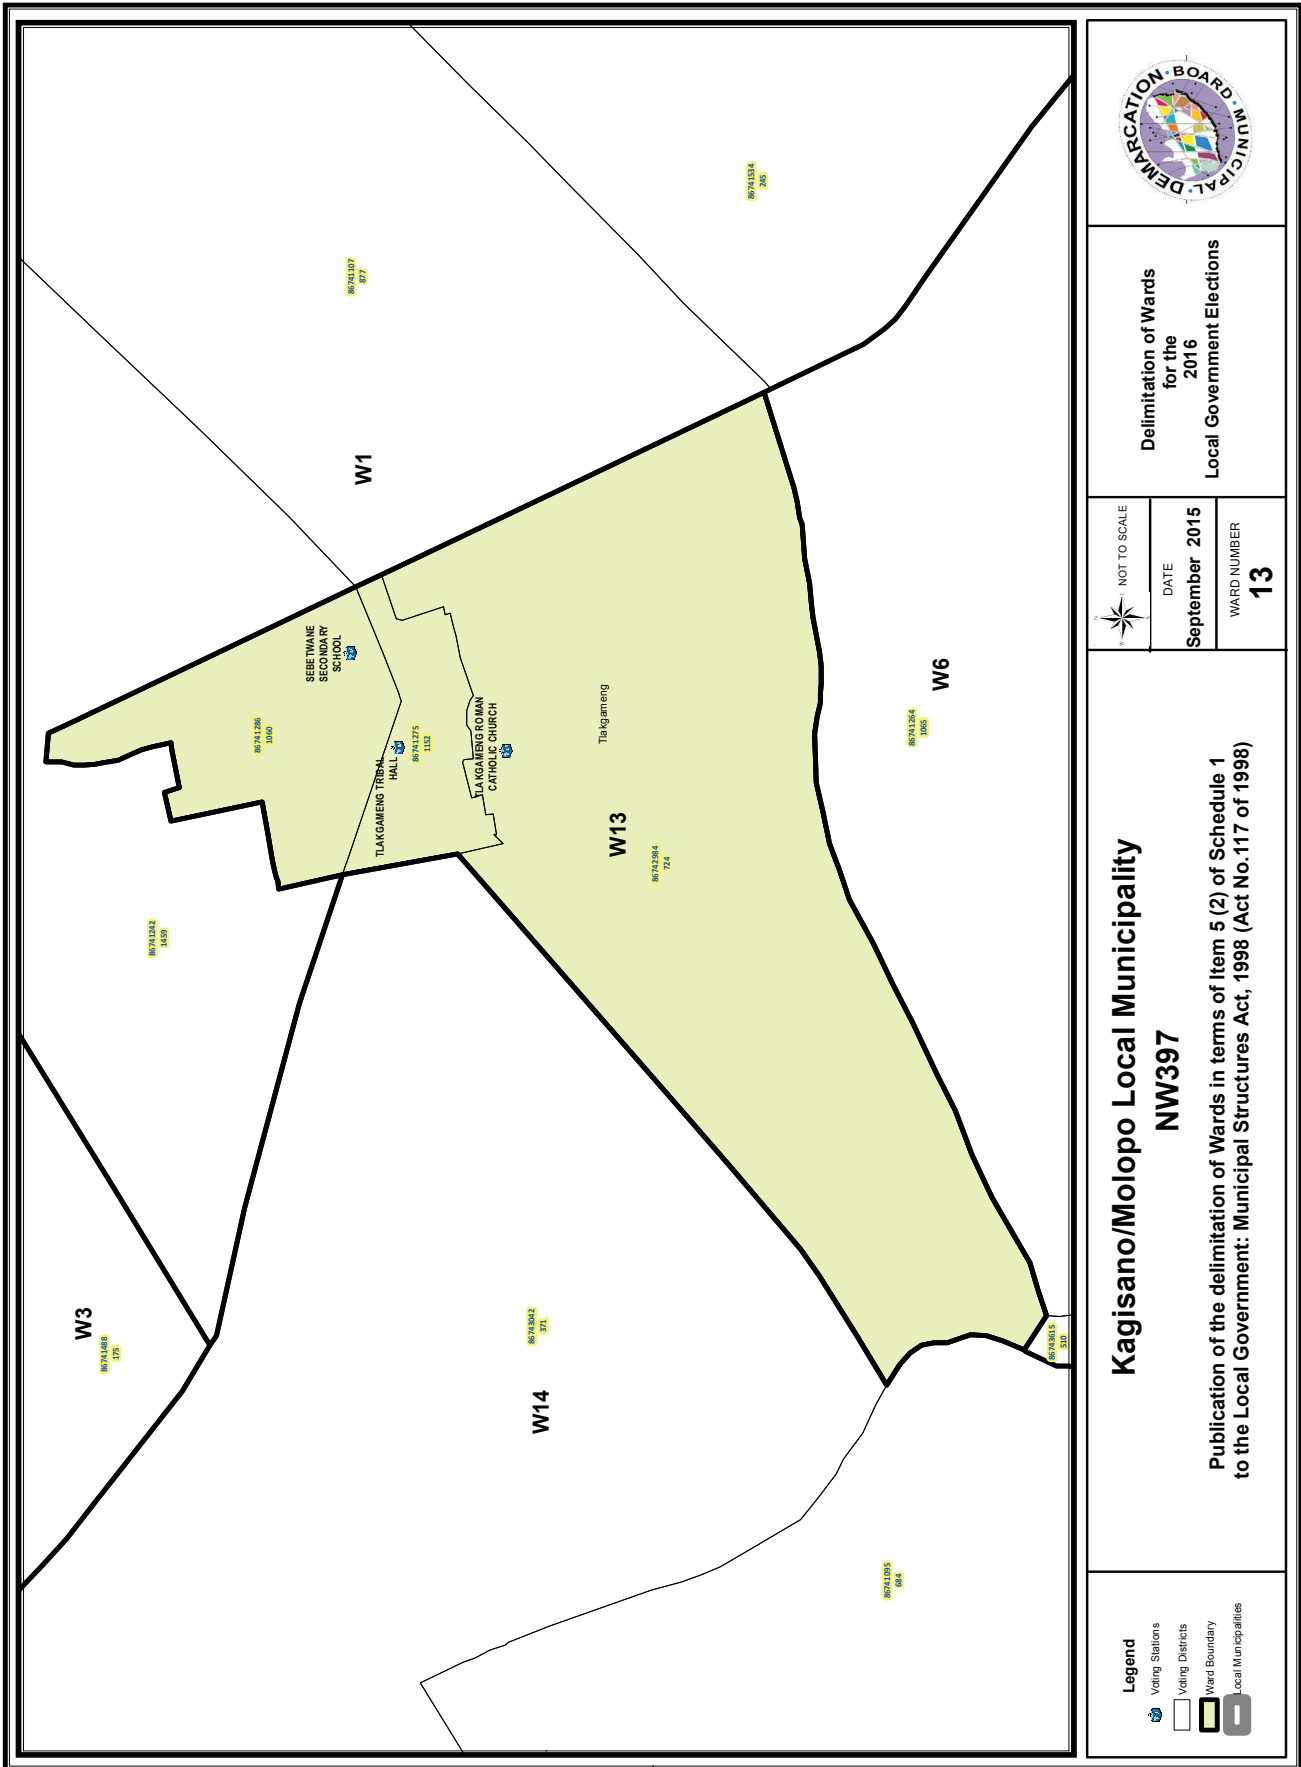 W3
86741488
175
86741242
1459
86741286
1060
SEBETWANE
SECONDARY
SCHOOL
86741107
877
W1
86741534
245
TLAKGAMENG TRIBAL
HALL
86741275
1152
TLAKGAMENG ROMAN
CATHOLIC CHURCH
Tlakgameng
W13
86742984
724
W14
86743042
371
W6
86741264
1065
86741095
684
86743615
510
Legend
Voting Stations
Voting Districts
Ward Boundary
Local Municipalities
Kagisano/Molopo Local Municipality
NW397
Publication of the delimitation of Wards in terms of Item 5 (2) of Schedule 1
to the Local Government: Municipal Structures Act, 1998 (Act No.117 of 1998)
N
W
E
S
NOT TO SCALE
DATE
September 2015
WARD NUMBER
13
Delimitation of Wards
for the
2016
Local Government Elections
MUNICIPAL • DEMARCATION • BOARD •